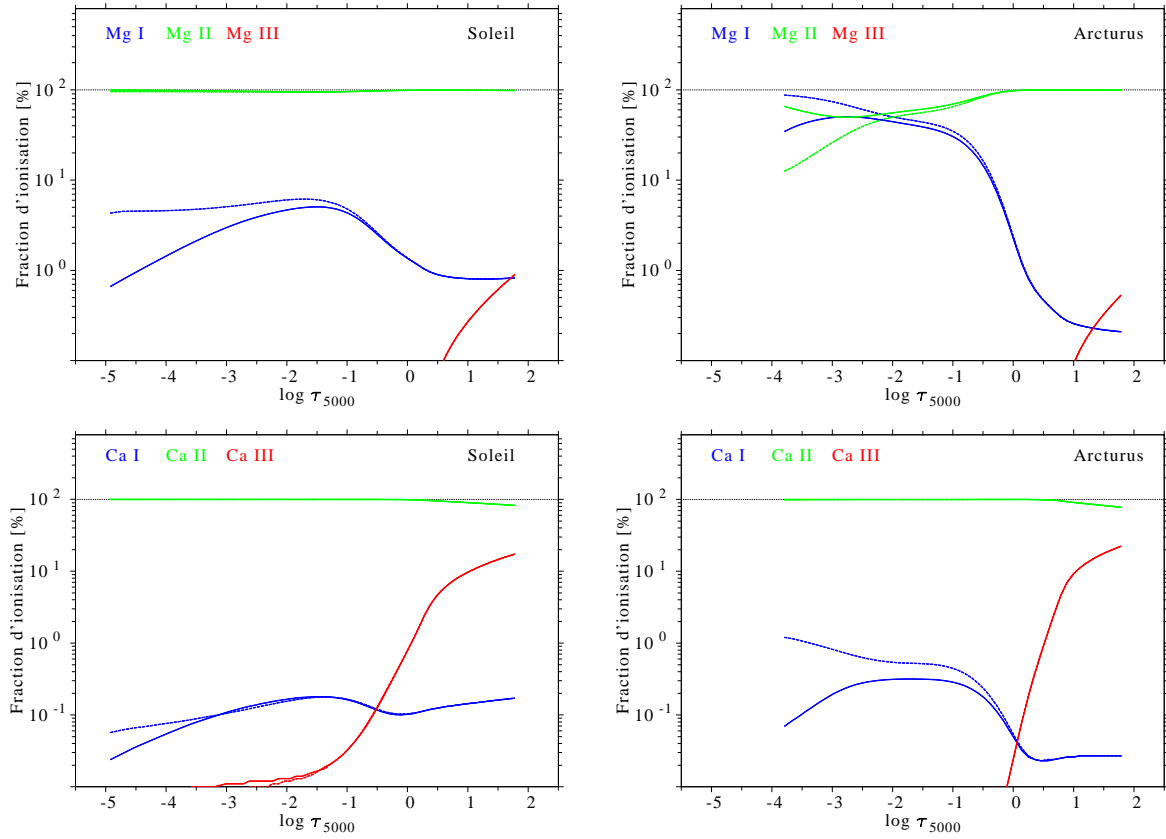 Mg I Mg II Mg III Soleil
Fraction d'ionisation [%]
10 2
10 1
10 0
-5 -4 -3 -2 -1 0 1 2
log τ 5000
Mg I Mg II Mg III Arcturus
Fraction d'ionisation [%]
10 2
10 1
10 0
-5 -4 -3 -2 -1 0 1 2
log τ 5000
Ca I Ca II Ca III Soleil
Fraction d'ionisation [%]
10 2
10 1
10 0
10 -1
-5 -4 -3 -2 -1 0 1 2
log τ 5000
Ca I Ca II Ca III Arcturus
Fraction d'ionisation [%]
10 2
10 1
10 0
10 -1
-5 -4 -3 -2 -1 0 1 2
log τ 5000